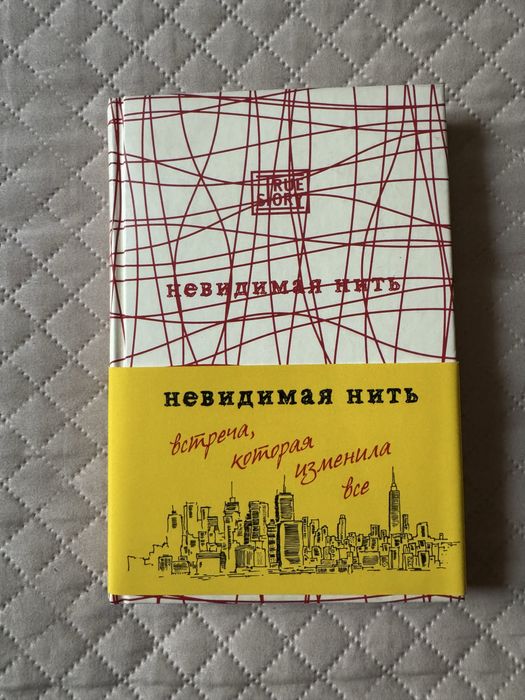 TRUE
STORY
невидимая нить
невидимая нить
встреча,
которая
изменила
все